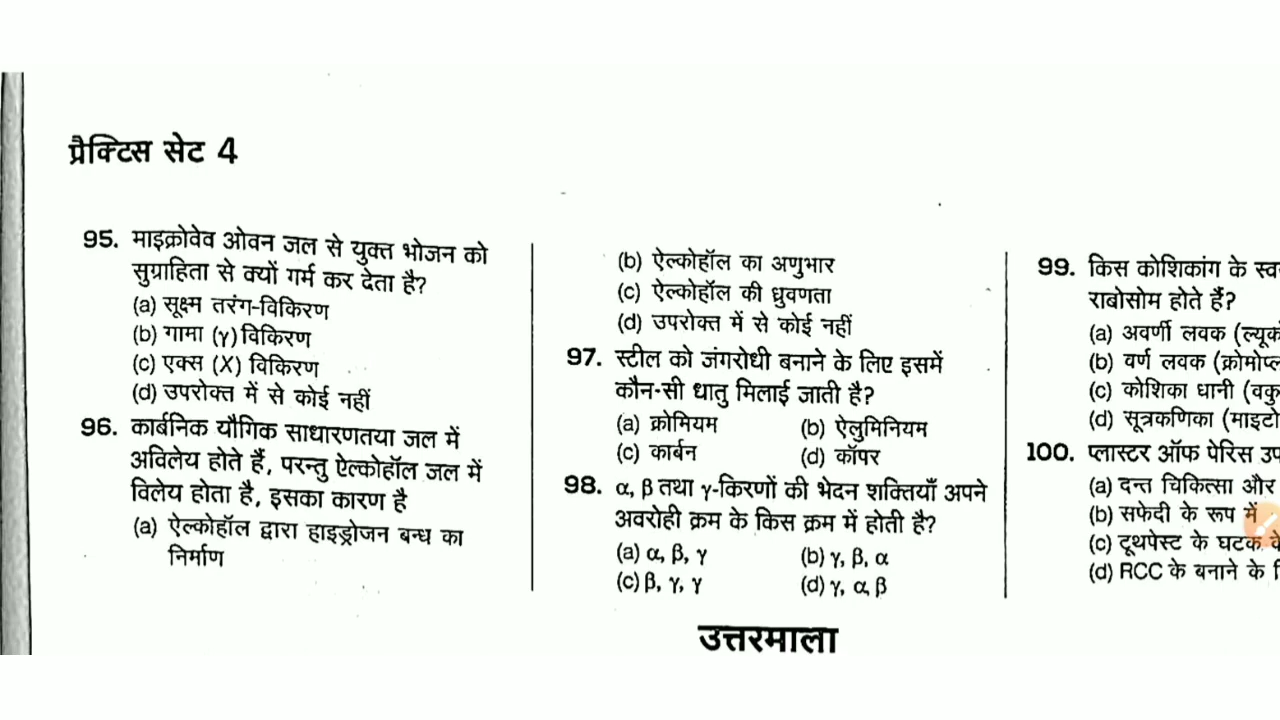 प्रैक्टिस सेट 4
95. माइक्रोवेव ओवन जल से युक्त भोजन को
सुग्राहिता से क्यों गर्म कर देता है?
(a) सूक्ष्म तरंग-विकिरण
(b) गामा (γ) विकिरण
(c) एक्स (X) विकिरण
(d) उपरोक्त में से कोई नहीं
96. कार्बनिक यौगिक साधारणतया जल में
अविलेय होते हैं, परन्तु ऐल्कोहॉल जल में
विलेय होता है, इसका कारण है
(a) ऐल्कोहॉल द्वारा हाइड्रोजन बन्ध का
निर्माण
(b) ऐल्कोहॉल का अणुभार
(c) ऐल्कोहॉल की ध्रुवणता
(d) उपरोक्त में से कोई नहीं
97. स्टील को जंगरोधी बनाने के लिए इसमें
कौन-सी धातु मिलाई जाती है?
(a) क्रोमियम (b) ऐलुमिनियम
(c) कार्बन (d) कॉपर
98. α, β तथा γ-किरणों की भेदन शक्तियाँ अपने
अवरोही क्रम के किस क्रम में होती है?
(a) α, β, γ (b) γ, β, α
(c) β, γ, γ (d) γ, α, β
99. किस कोशिकांग के
राबोसोम होते हैं?
(a) अवर्णी लवक
(b) वर्ण लवक
(c) कोशिका धानी
(d) सूत्रकणिका
100. प्लास्टर ऑफ पेरिस
(a) दन्त चिकित्सा और
(b) सफेदी के रूप में
(c) टूथपेस्ट के घटक
(d) RCC के बनाने के
उत्तरमाला